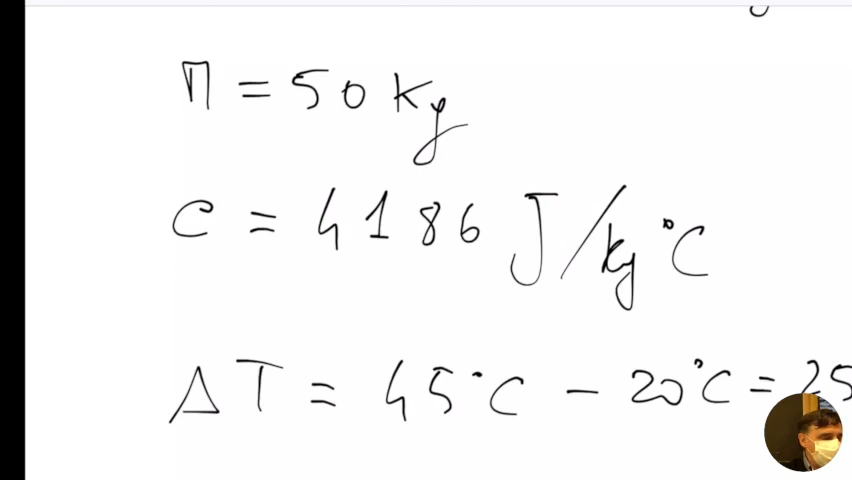 m = 50 kg
c = 4186 J/kg°C
ΔT = 45°C - 20°C = 25